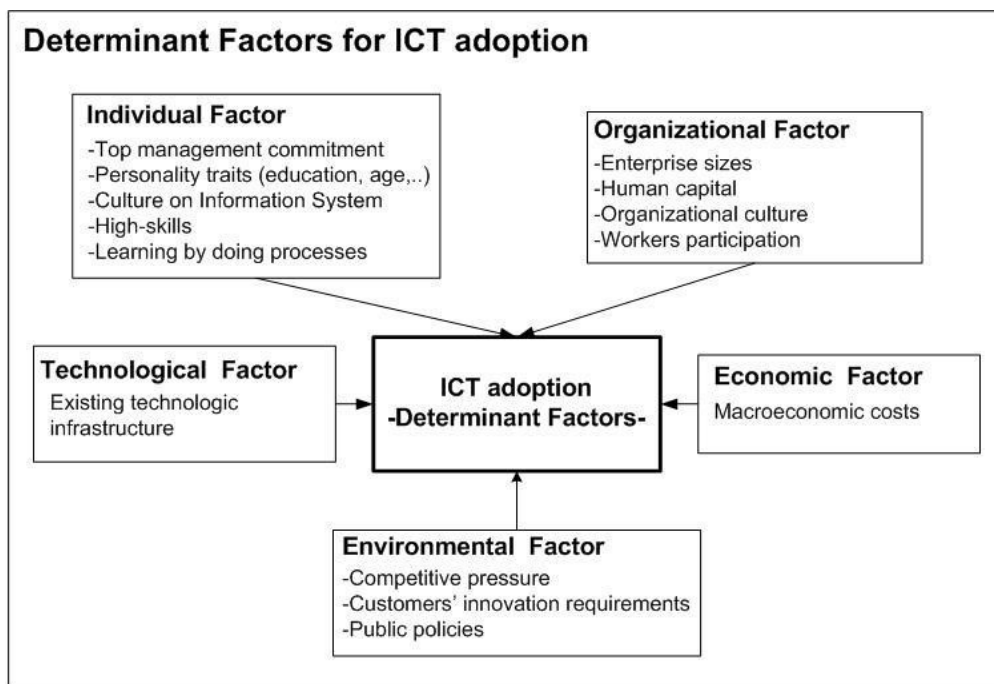 Determinant Factors for ICT adoption
Individual Factor
-Top management commitment
-Personality traits (education, age,..)
-Culture on Information System
-High-skills
-Learning by doing processes
Organizational Factor
-Enterprise sizes
-Human capital
-Organizational culture
-Workers participation
Technological Factor
Existing technologic
infrastructure
ICT adoption
-Determinant Factors-
Economic Factor
Macroeconomic costs
Environmental Factor
-Competitive pressure
-Customers’ innovation requirements
-Public policies